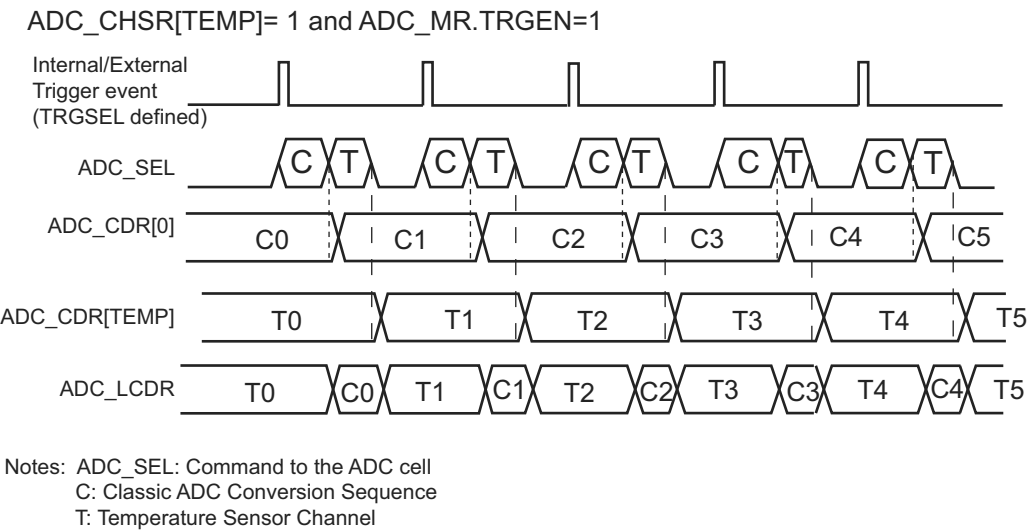 ADC_CHSR[TEMP]= 1 and ADC_MR.TRGEN=1
Internal/External
Trigger event
(TRGSEL defined)
ADC_SEL C T C T C T C T C T
ADC_CDR[0] C0 C1 C2 C3 C4 C5
ADC_CDR[TEMP] T0 T1 T2 T3 T4 T5
ADC_LCDR T0 C0 T1 C1 T2 C2 T3 C3 T4 C4 T5
Notes: ADC_SEL: Command to the ADC cell
C: Classic ADC Conversion Sequence
T: Temperature Sensor Channel